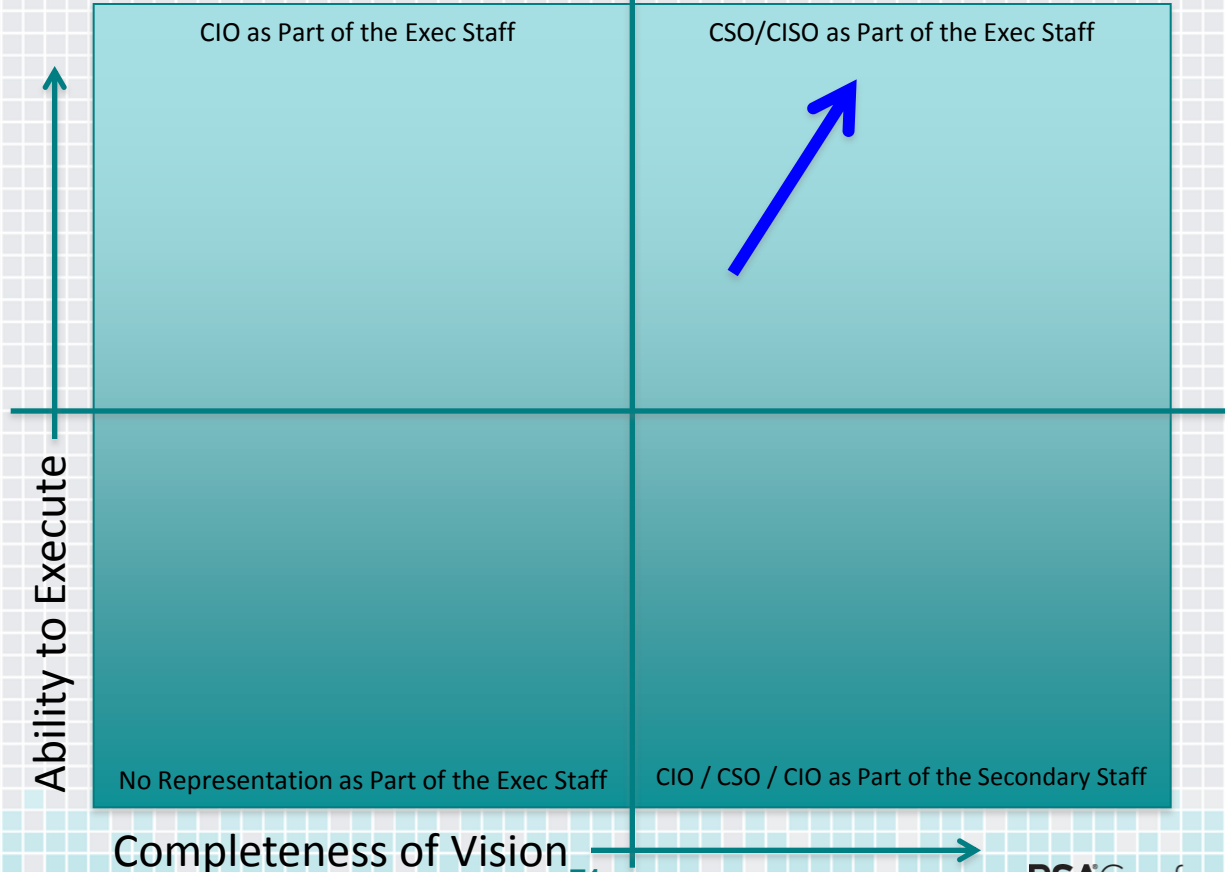 CIO as Part of the Exec Staff
CSO/CISO as Part of the Exec Staff
Ability to Execute
No Representation as Part of the Exec Staff
CIO / CSO / CIO as Part of the Secondary Staff
Completeness of Vision